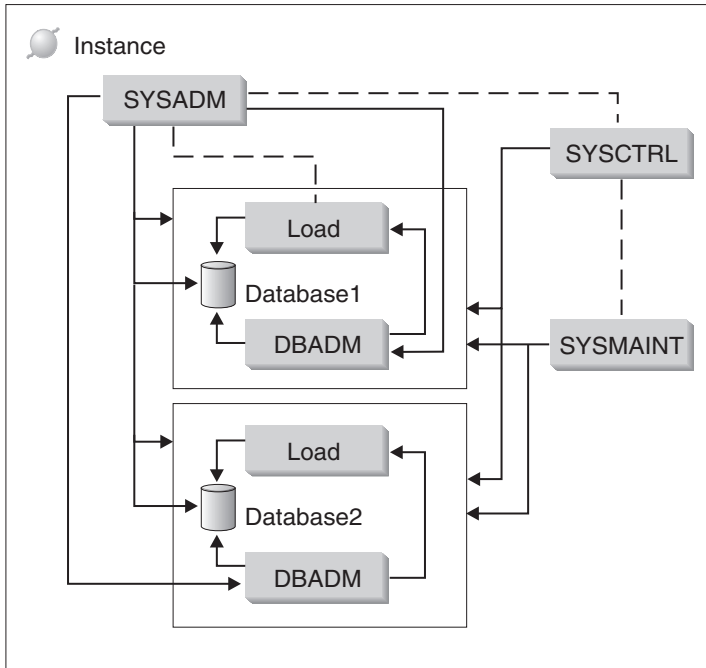 Instance
SYSADM
SYSCTRL
Load
Database1
DBADM
SYSMAINT
Load
Database2
DBADM